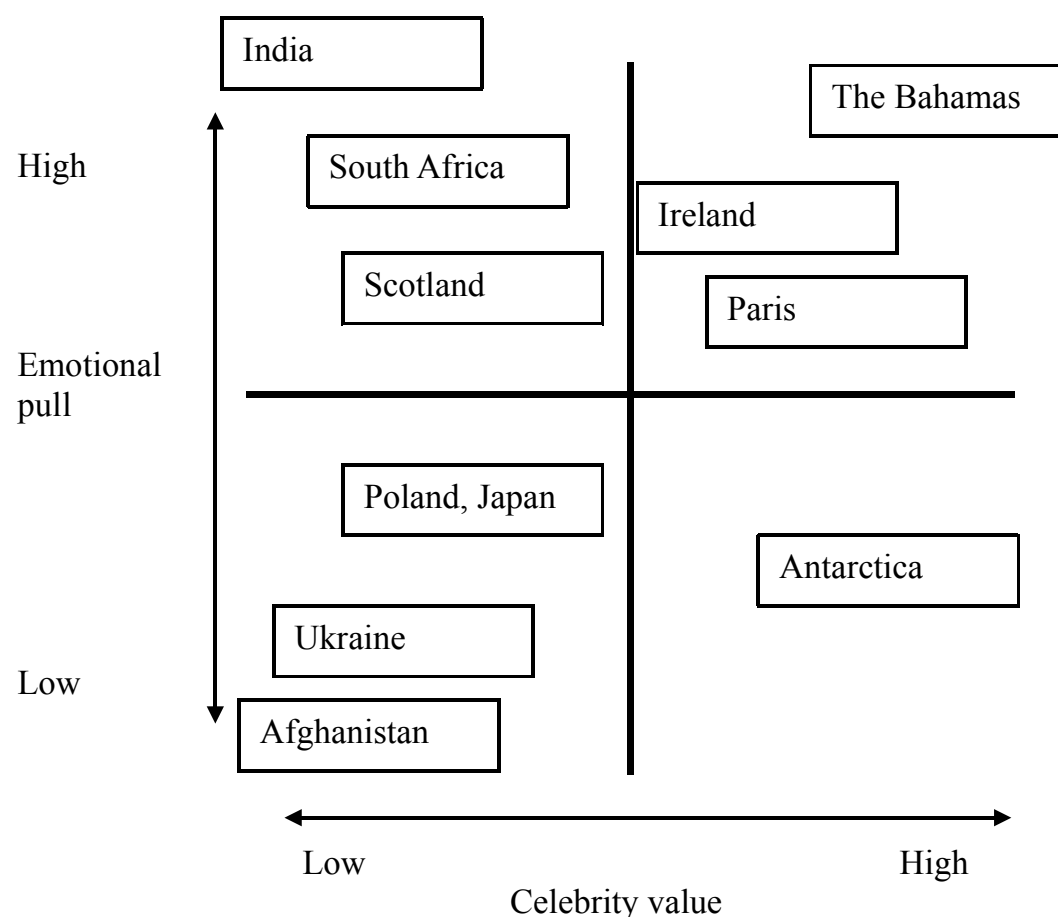 India
The Bahamas
High
South Africa
Ireland
Scotland
Paris
Emotional
pull
Poland, Japan
Antarctica
Ukraine
Low
Afghanistan
Low
High
Celebrity value